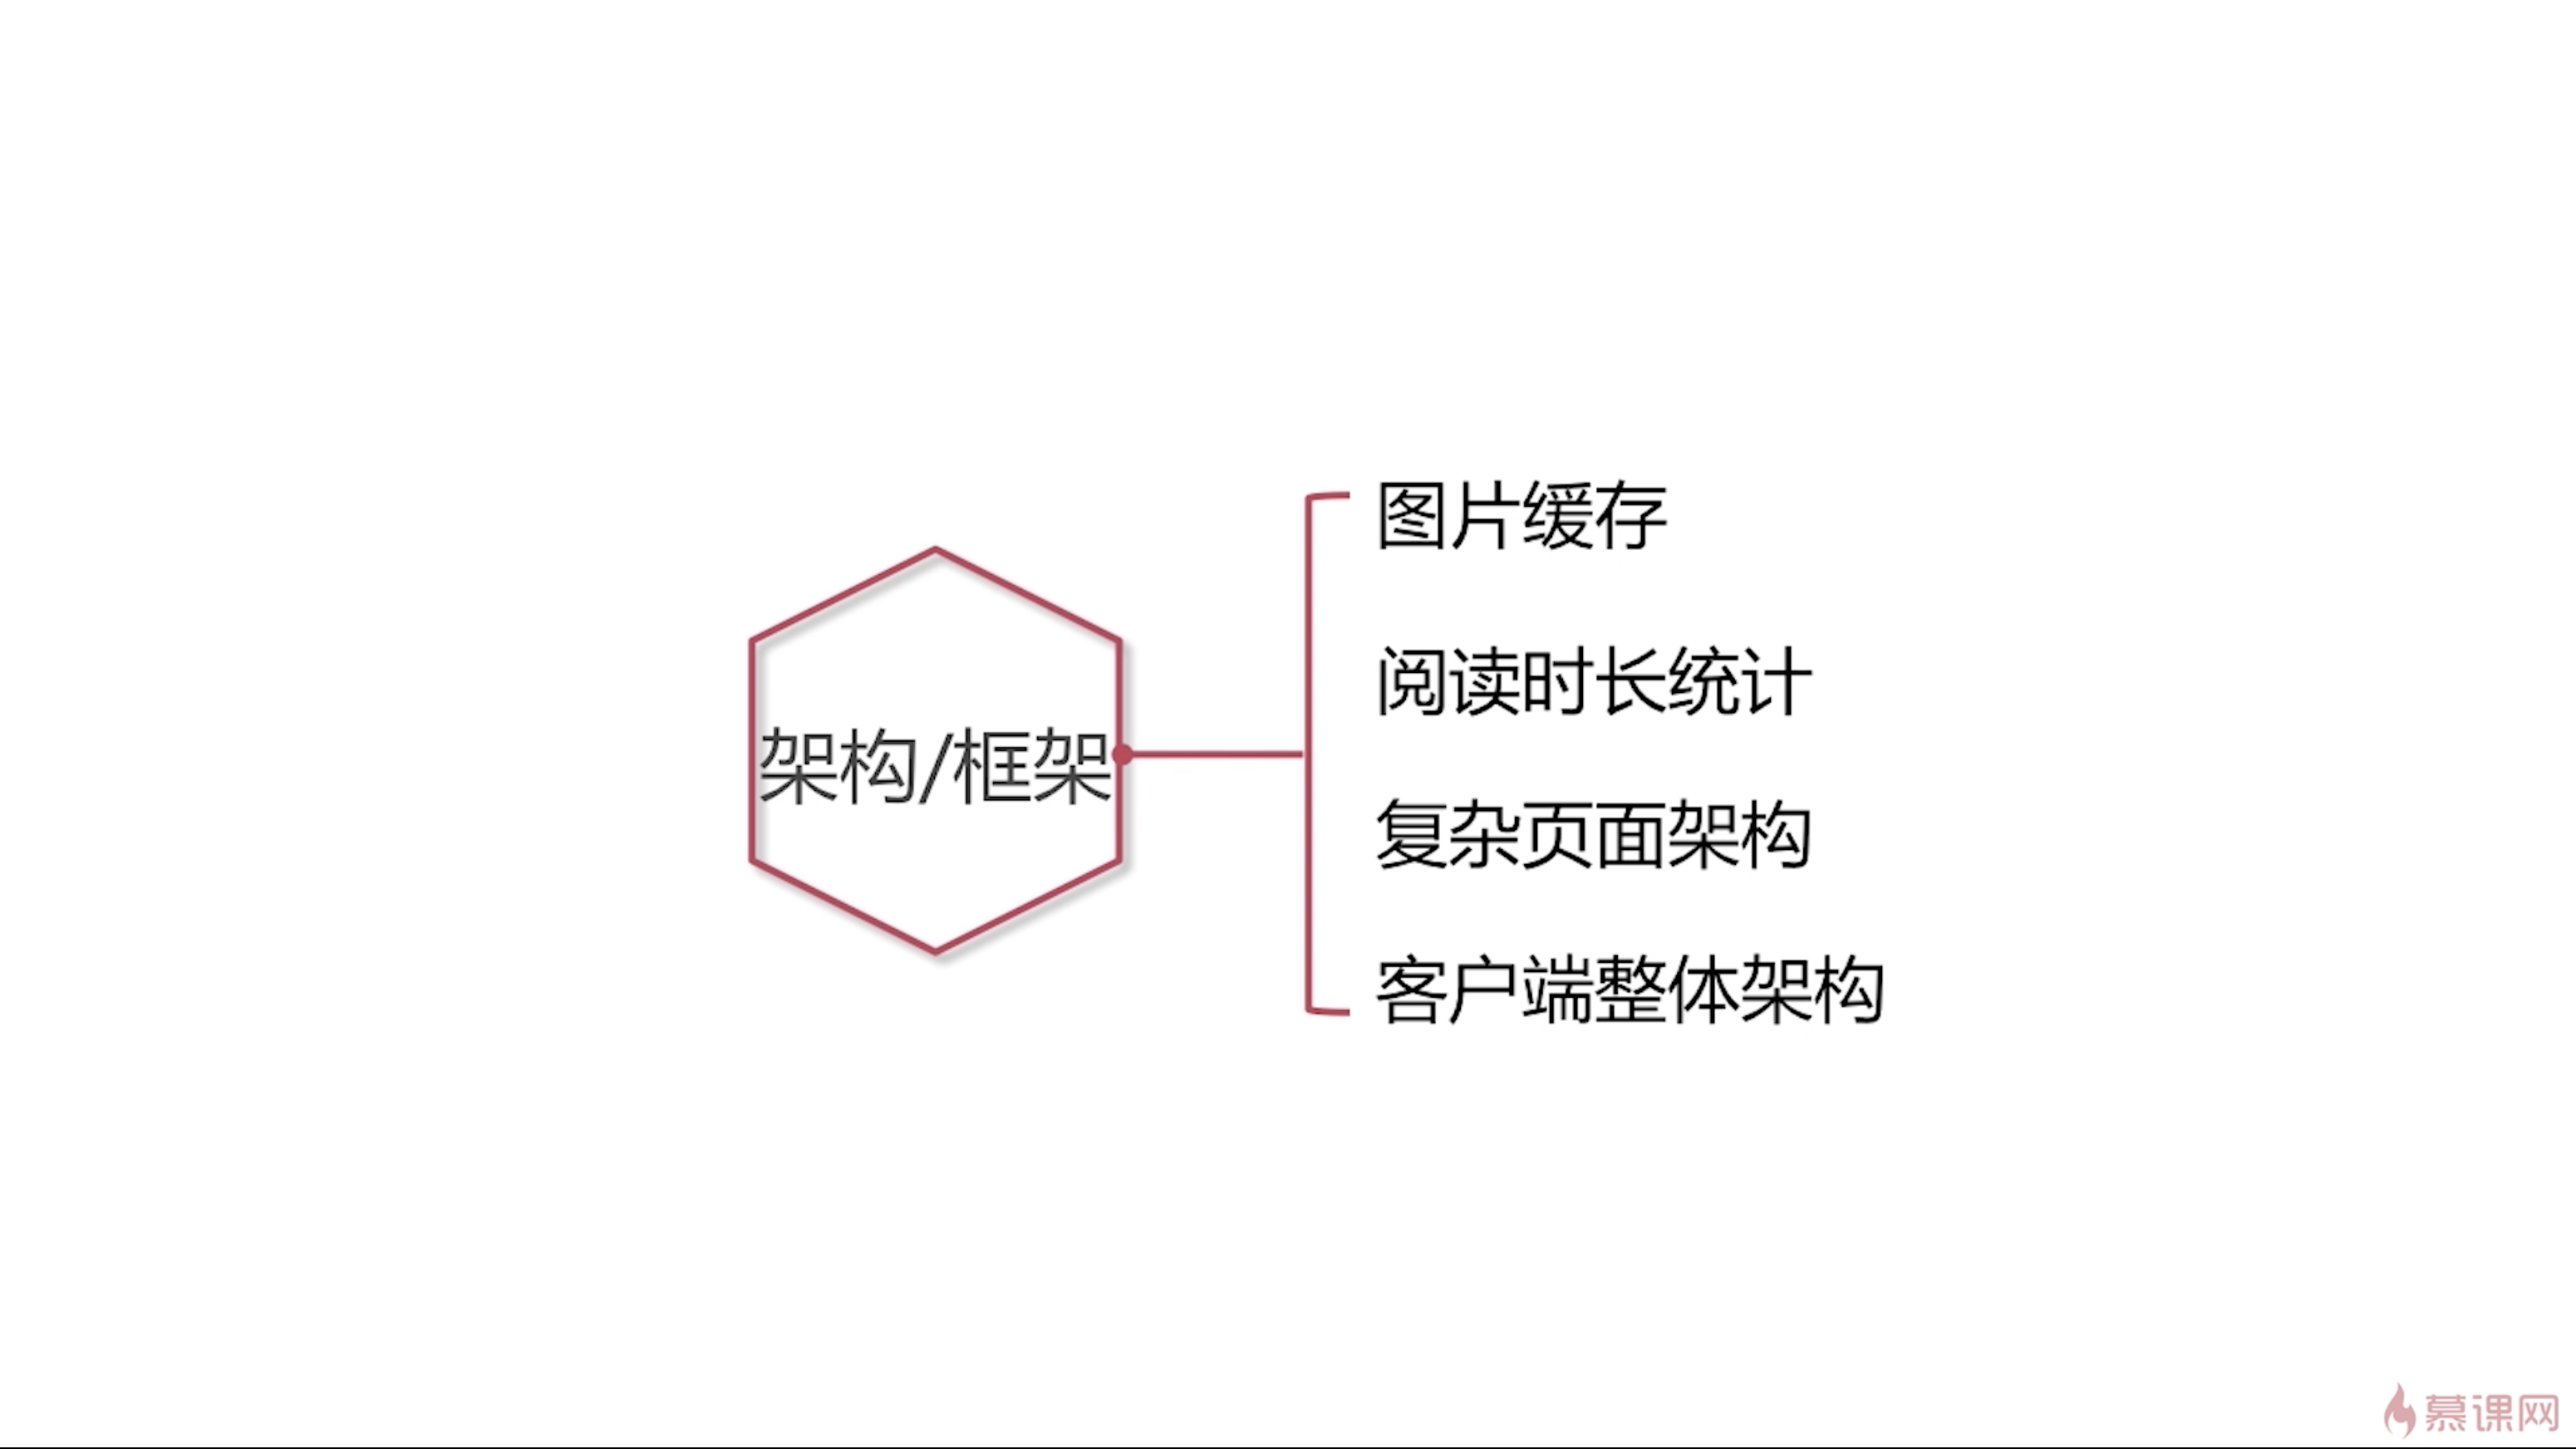 图片缓存
阅读时长统计
架构/框架
复杂页面架构
客户端整体架构
慕课网